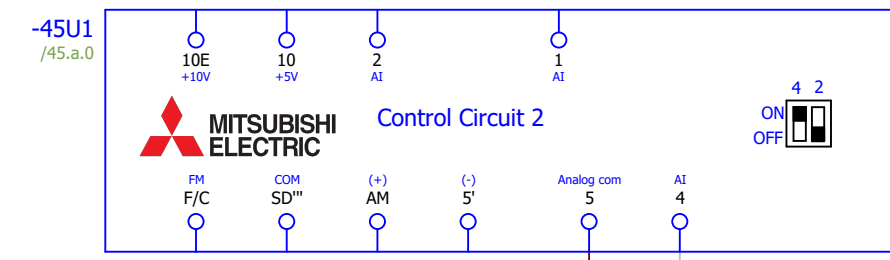 -45U1
/45.a.0
10E 10 2 1
+10V +5V AI AI
4 2
MITSUBISHI
ELECTRIC
Control Circuit 2
ON
OFF
FM COM (+) (-) Analog com AI
F/C SD''' AM 5' 5 4